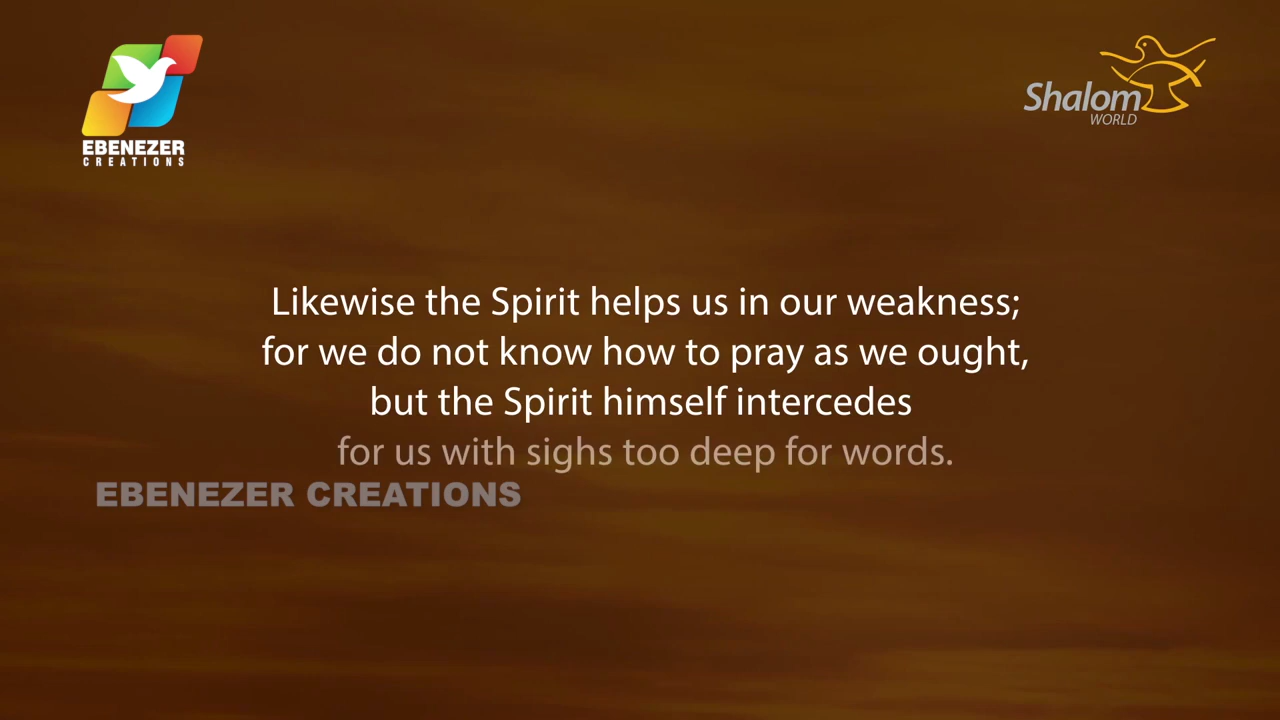 EBENEZER
CREATIONS
Shalom
WORLD
Likewise the Spirit helps us in our weakness;
for we do not know how to pray as we ought,
but the Spirit himself intercedes
for us with sighs too deep for words.
EBENEZER CREATIONS